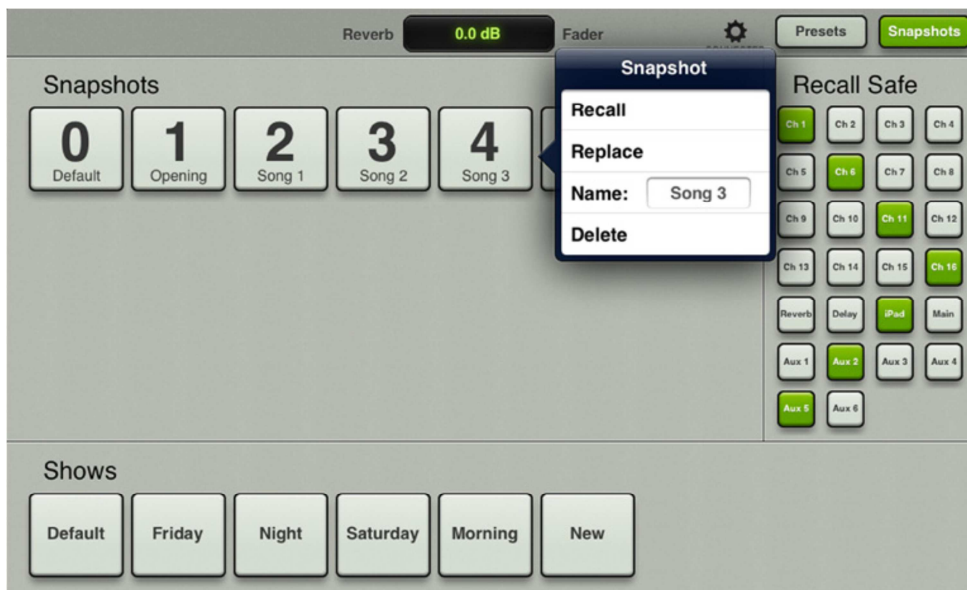 Reverb 0.0 dB Fader Presets Snapshots
Snapshots
0 1 2 3 4
Default Opening Song 1 Song 2 Song 3
Snapshot
Recall
Replace
Name: Song 3
Delete
Recall Safe
Ch 1 Ch 2 Ch 3 Ch 4
Ch 5 Ch 6 Ch 7 Ch 8
Ch 9 Ch 10 Ch 11 Ch 12
Ch 13 Ch 14 Ch 15 Ch 16
Reverb Delay iPad Main
Aux 1 Aux 2 Aux 3 Aux 4
Aux 5 Aux 6
Shows
Default Friday Night Saturday Morning New